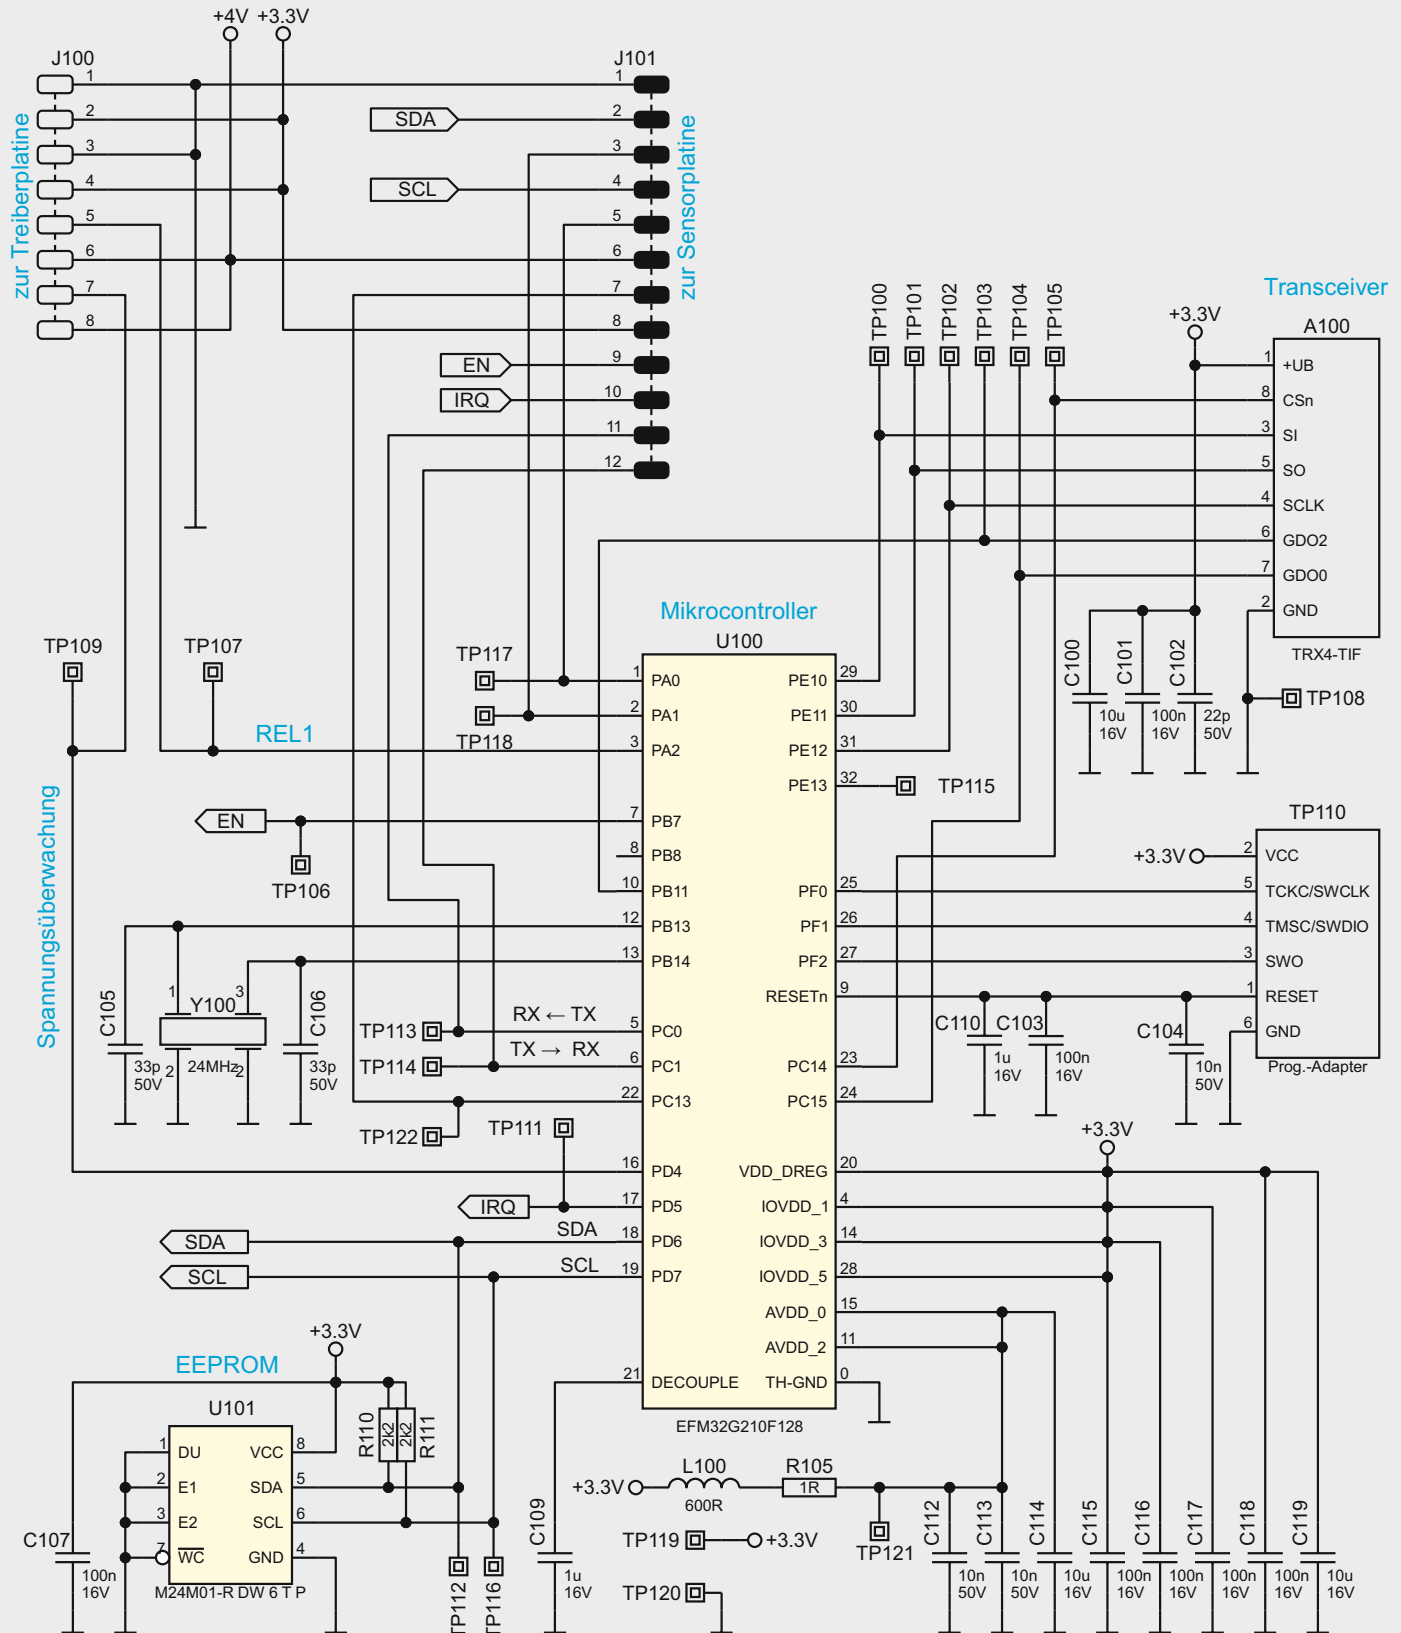 +4V +3.3V
J100
J101
1
2
3
4
5
6
7
8
zur Treiberplatine
SDA
SCL
EN
IRQ
1
2
3
4
5
6
7
8
9
10
11
12
zur Sensorplatine
TP100
TP101
TP102
TP103
TP104
TP105
Transceiver
+3.3V
A100
1 +UB
8 CSn
3 SI
5 SO
4 SCLK
6 GDO2
7 GDO0
2 GND
TRX4-TIF
C100
10u
16V
C101
100n
16V
C102
22p
50V
TP108
Mikrocontroller
U100
TP109
TP107
TP117
TP118
REL1
Spannungsüberwachung
1 PA0
2 PA1
3 PA2
7 PB7
8 PB8
10 PB11
12 PB13
13 PB14
5 PC0
6 PC1
22 PC13
16 PD4
17 PD5
18 PD6
19 PD7
21 DECOUPLE
PE10 29
PE11 30
PE12 31
PE13 32
PF0 25
PF1 26
PF2 27
RESETn 9
PC14 23
PC15 24
VDD_DREG 20
IOVDD_1 4
IOVDD_3 14
IOVDD_5 28
AVDD_0 15
AVDD_2 11
TH-GND 0
EFM32G210F128
TP115
EN
TP106
C105
33p
50V
1
Y100
3
2
24MHz
2
C106
33p
50V
TP113
RX ← TX
TP114
TX → RX
TP122
TP111
IRQ
SDA
SDA
SCL
SCL
TP110
+3.3V
2 VCC
5 TCKC/SWCLK
4 TMSC/SWDIO
3 SWO
1 RESET
6 GND
Prog.-Adapter
C110
1u
16V
C103
100n
16V
C104
10n
50V
+3.3V
+3.3V
EEPROM
U101
1 DU
2 E1
3 E2
7 WC
VCC 8
SDA 5
SCL 6
GND 4
M24M01-R DW 6 T P
C107
100n
16V
R110
2k2
2k2
R111
TP112
TP116
C109
1u
16V
+3.3V
L100
600R
R105
1R
TP119
+3.3V
TP120
TP121
C112
10n
50V
C113
10n
50V
C114
10u
16V
C115
100n
16V
C116
100n
16V
C117
100n
16V
C118
100n
16V
C119
10u
16V